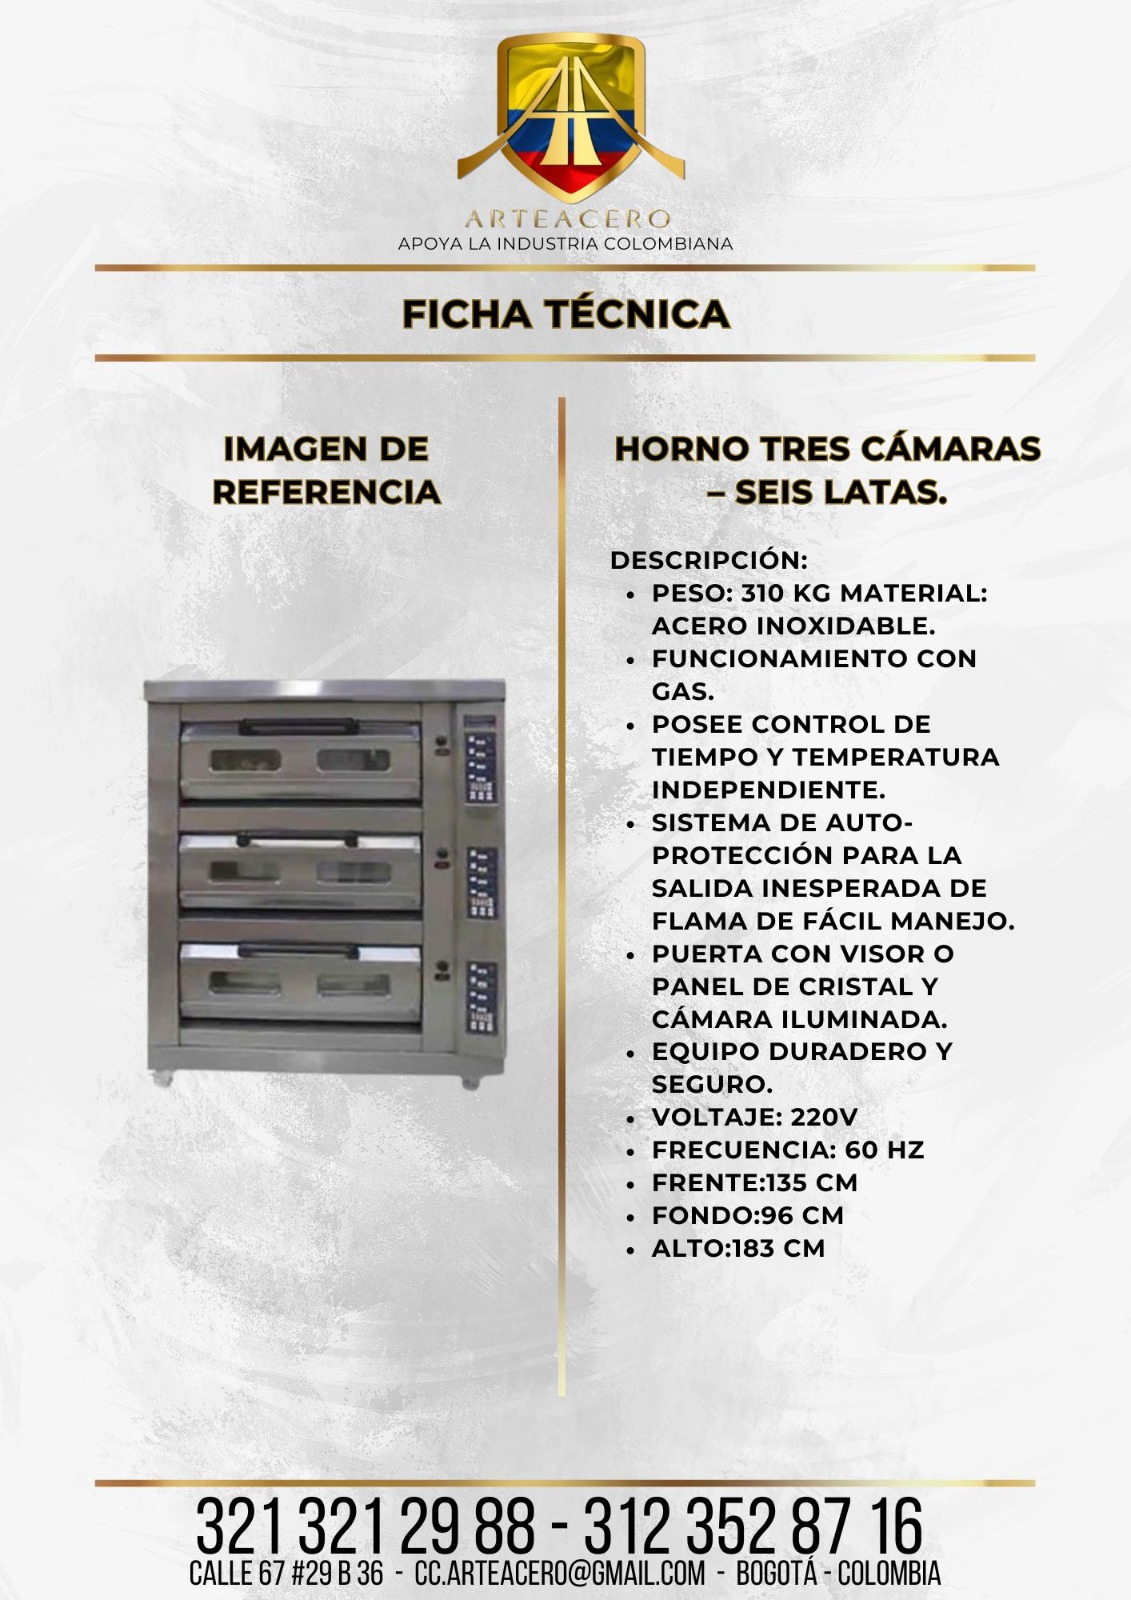 ARTEACERO
APOYA LA INDUSTRIA COLOMBIANA
FICHA TÉCNICA
IMAGEN DE
REFERENCIA
HORNO TRES CÁMARAS
– SEIS LATAS.
DESCRIPCIÓN:
• PESO: 310 KG MATERIAL:
ACERO INOXIDABLE.
• FUNCIONAMIENTO CON
GAS.
• POSEE CONTROL DE
TIEMPO Y TEMPERATURA
INDEPENDIENTE.
• SISTEMA DE AUTO-
PROTECCIÓN PARA LA
SALIDA INESPERADA DE
FLAMA DE FÁCIL MANEJO.
• PUERTA CON VISOR O
PANEL DE CRISTAL Y
CÁMARA ILUMINADA.
• EQUIPO DURADERO Y
SEGURO.
• VOLTAJE: 220V
• FRECUENCIA: 60 HZ
• FRENTE:135 CM
• FONDO:96 CM
• ALTO:183 CM
321 321 29 88 - 312 352 87 16
CALLE 67 #29 B 36 - CC.ARTEACERO@GMAIL.COM - BOGOTÁ - COLOMBIA